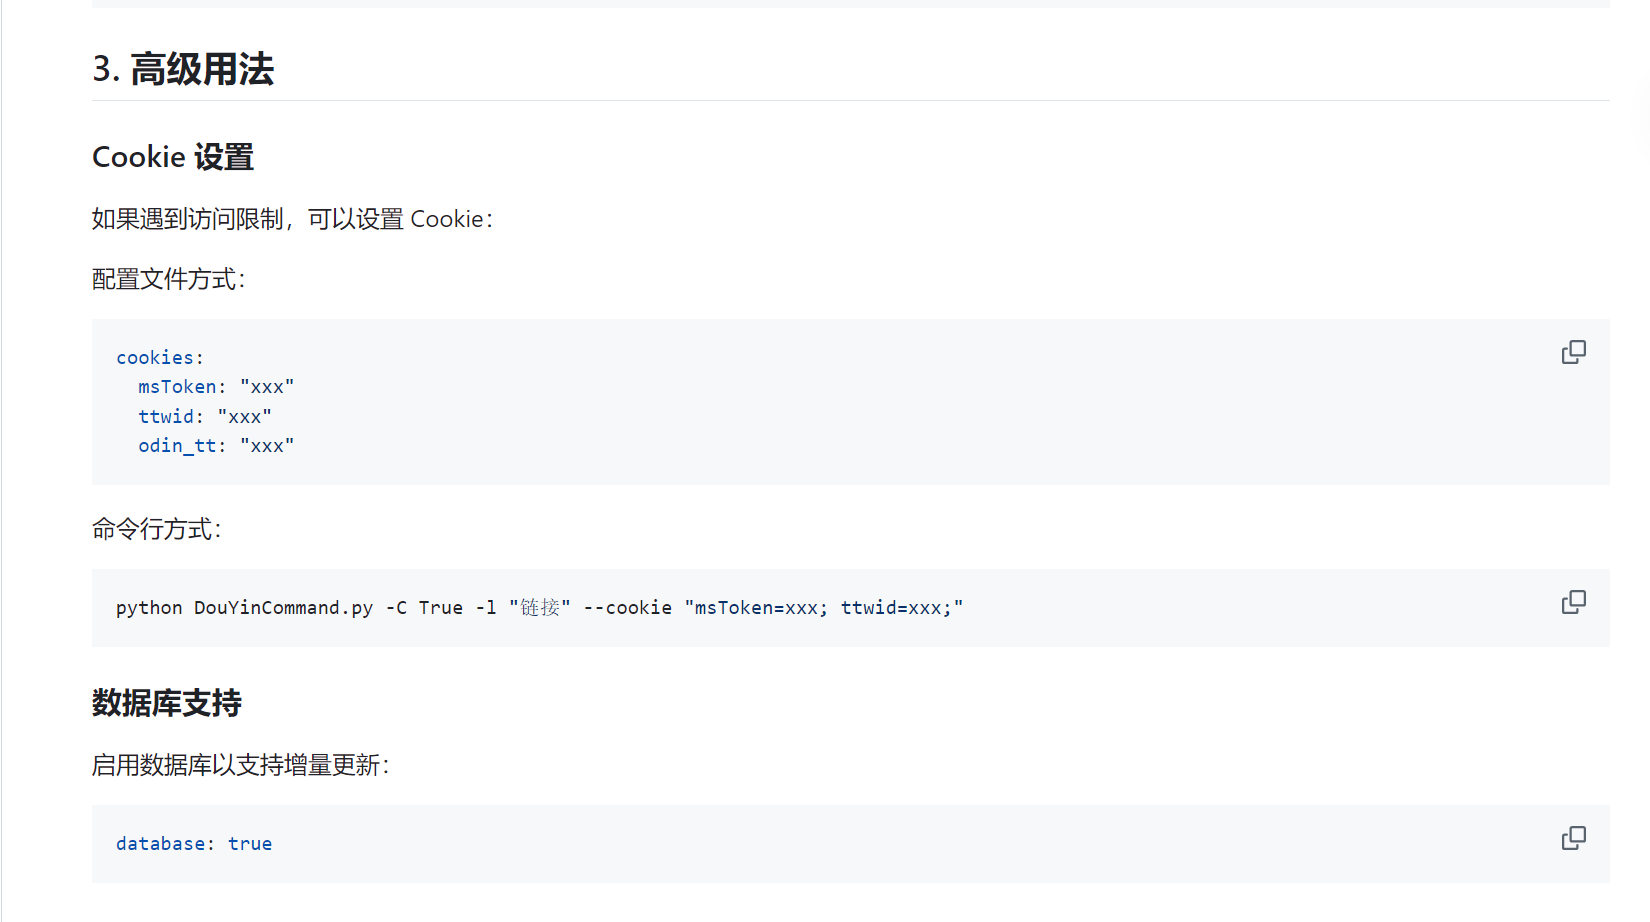 3. 高级用法
Cookie 设置
如果遇到访问限制，可以设置 Cookie：
配置文件方式：
cookies:
  msToken: "xxx"
  ttwid: "xxx"
  odin_tt: "xxx"
命令行方式：
python DouYinCommand.py -C True -l "链接" --cookie "msToken=xxx; ttwid=xxx;"
数据库支持
启用数据库以支持增量更新：
database: true